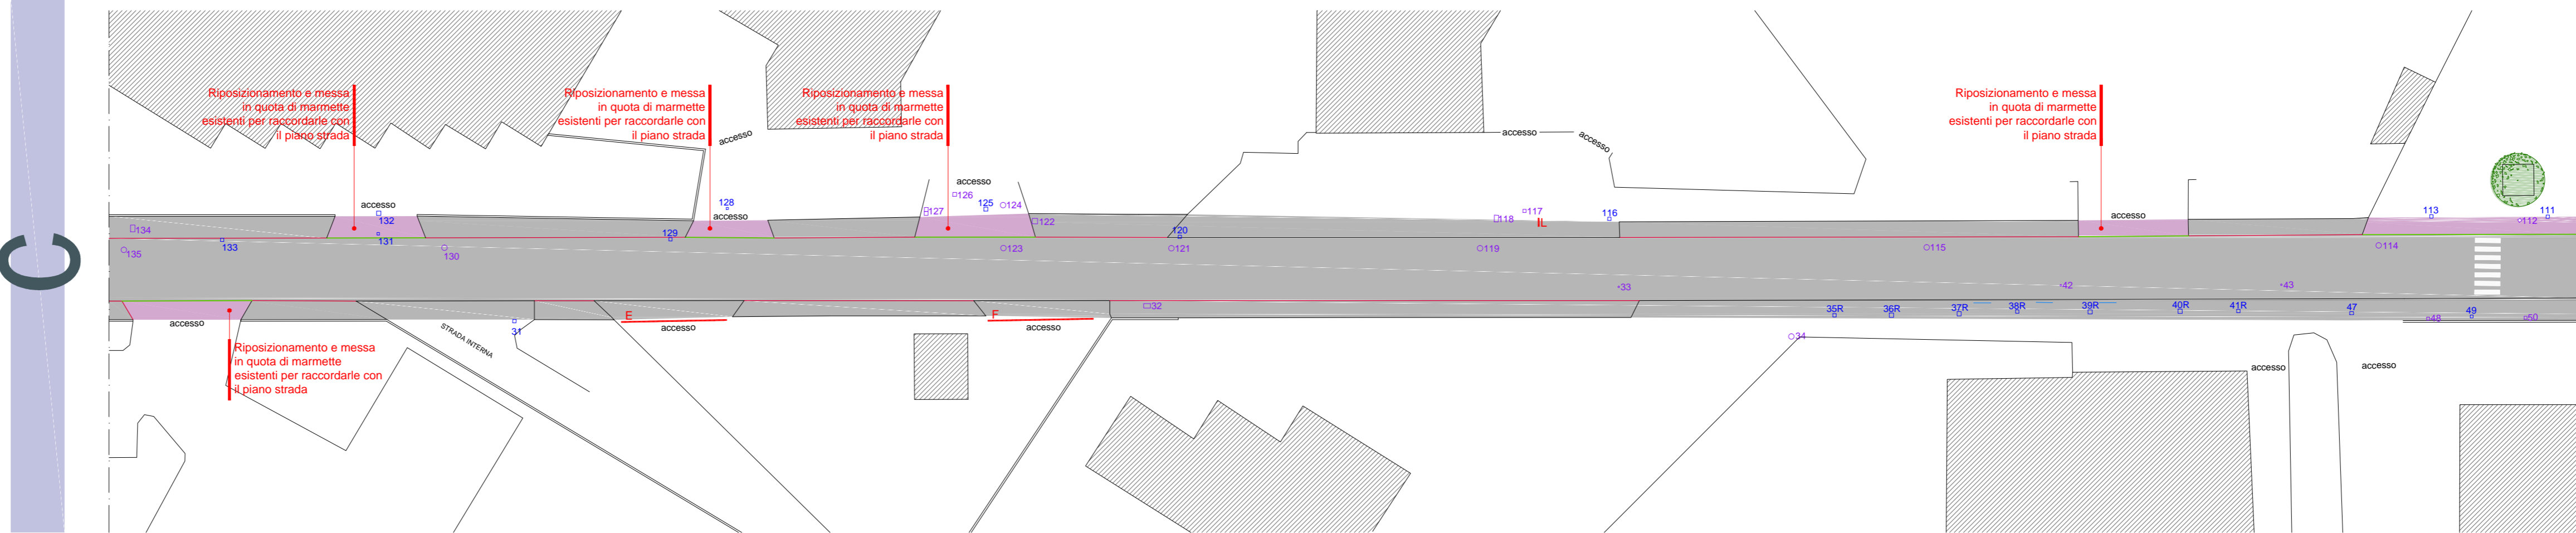 C
Riposizionamento e messa
in quota di marmette
esistenti per raccordarle con
il piano strada
Riposizionamento e messa
in quota di marmette
esistenti per raccordarle con
il piano strada
Riposizionamento e messa
in quota di marmette
esistenti per raccordarle con
il piano strada
Riposizionamento e messa
in quota di marmette
esistenti per raccordarle con
il piano strada
accesso
accesso
accesso
accesso
126
accesso
128
125
124
127
117
113
111
132
accesso
122
118
IL
116
accesso
112
134
131
129
120
133
135
130
123
121
119
115
114
33
42
43
32
35R
36R
37R
38R
39R
40R
41R
47
48
49
50
accesso
31
E
accesso
F
accesso
STRADA INTERNA
34
Riposizionamento e messa
in quota di marmette
esistenti per raccordarle con
il piano strada
accesso
accesso